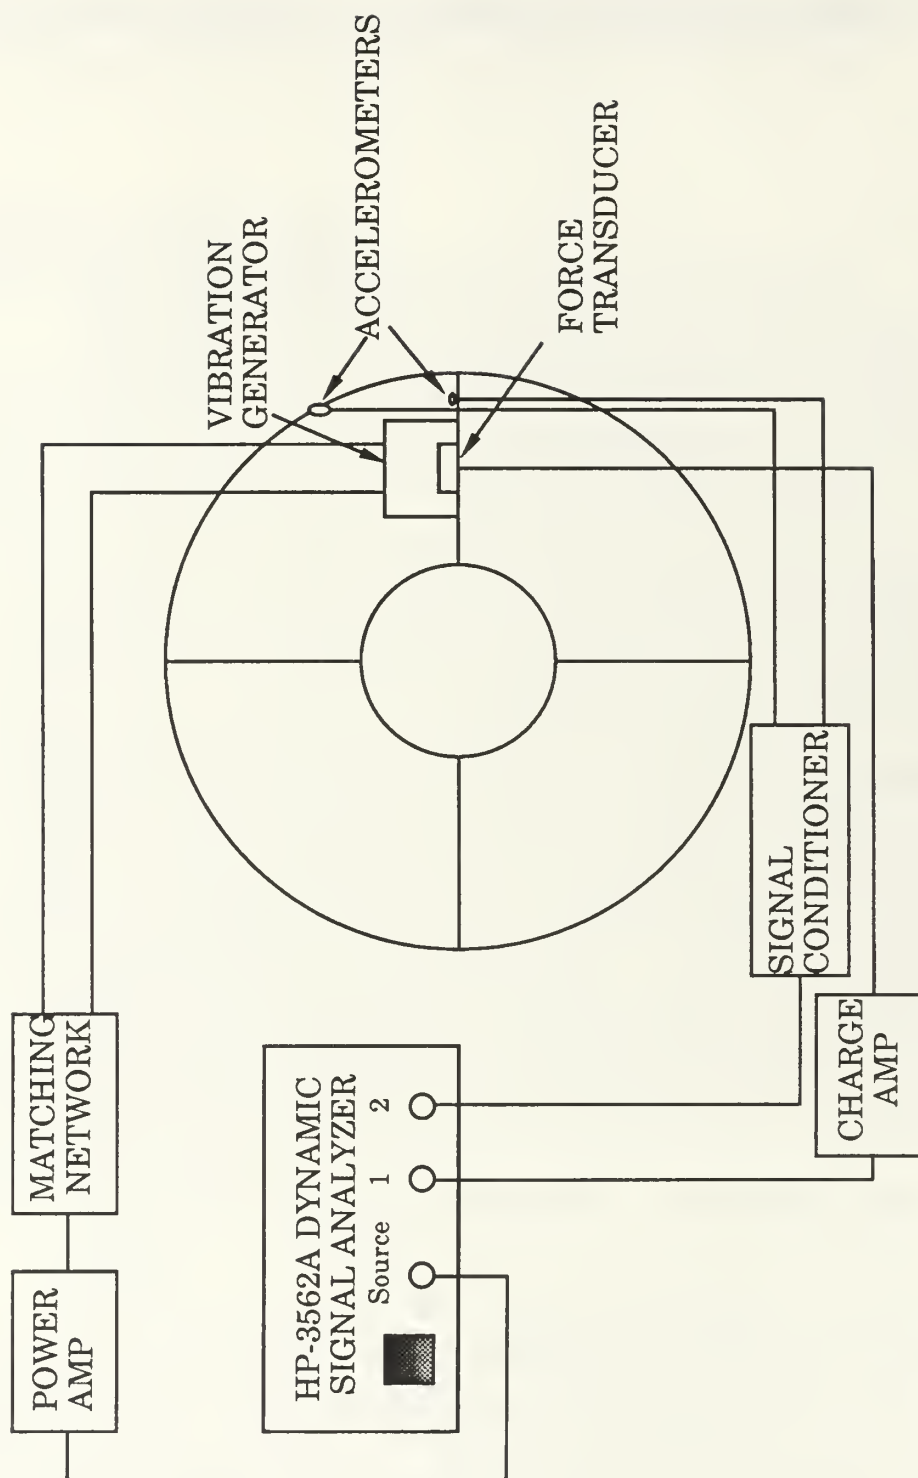 POWER
AMP
MATCHING
NETWORK
VIBRATION
GENERATOR
ACCELEROMETERS
FORCE
TRANSDUCER
HP-3562A DYNAMIC
SIGNAL ANALYZER
Source 1 2
SIGNAL
CONDITIONER
CHARGE
AMP